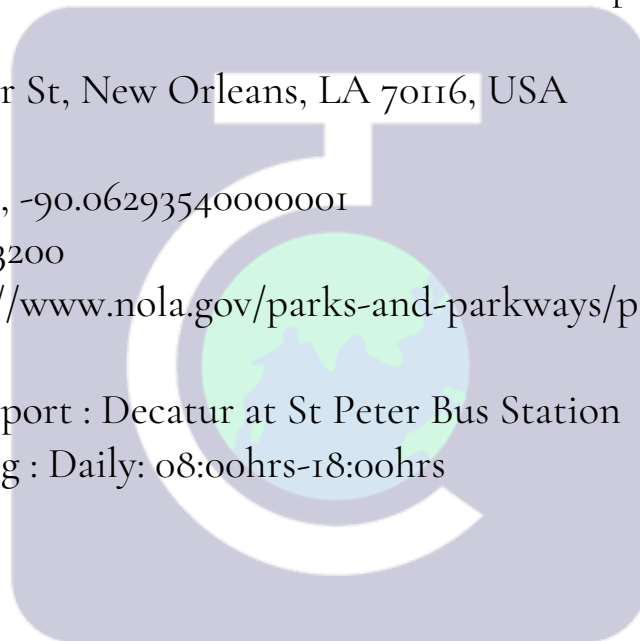 r St, New Orleans, LA 70116, USA
, -90.06293540000001
3200
//www.nola.gov/parks-and-parkways/p
port : Decatur at St Peter Bus Station
g : Daily: 08:00hrs-18:00hrs